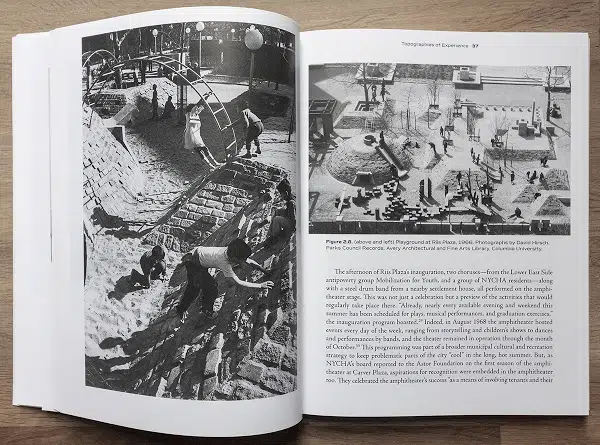 Topographies of Experience 37
Figure 2.8. (above and left) Playground at Riis Plaza, 1966. Photographs by David Hirsch.
Parks Council Records, Avery Architectural and Fine Arts Library, Columbia University.
The afternoon of Riis Plaza's inauguration, two choruses—from the Lower East Side
antipoverty group Mobilization for Youth, and a group of NYCHA residents—along
with a steel drum band from a nearby settlement house, all performed on the amphi-
theater stage. This was not just a celebration but a preview of the activities that would
regularly take place there. "Already, nearly every afternoon, evening and weekend this
summer has been scheduled for plays, musical performances, and graduation exercises,"
the inauguration program boasted. Indeed, in August 1968 the amphitheater hosted
events every day of the week, ranging from storytelling and children's shows to dances
and performances by bands, and the theater remained in operation through the month
of October. This programming was part of a broader municipal cultural and recreation
strategy to keep problematic parts of the city "cool" in the long, hot summer. But, as
NYCHA's board reported to the Astor Foundation on the first season of the amphi-
theater at Carver Plaza, aspirations for recognition were embedded in the amphitheater
too. They celebrated the amphitheater's success "as a means of involving tenants and their